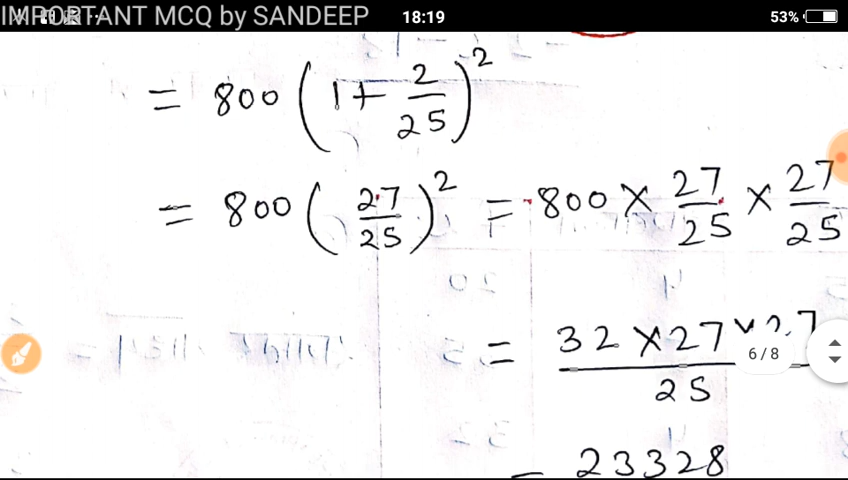 IMPORTANT MCQ by SANDEEP 18:19 53%
= 800 (1 + 2/25)^2
= 800 (27/25)^2 = 800 × 27/25 × 27/25
= 32 × 27 × 27 / 25
6/8
= 23328